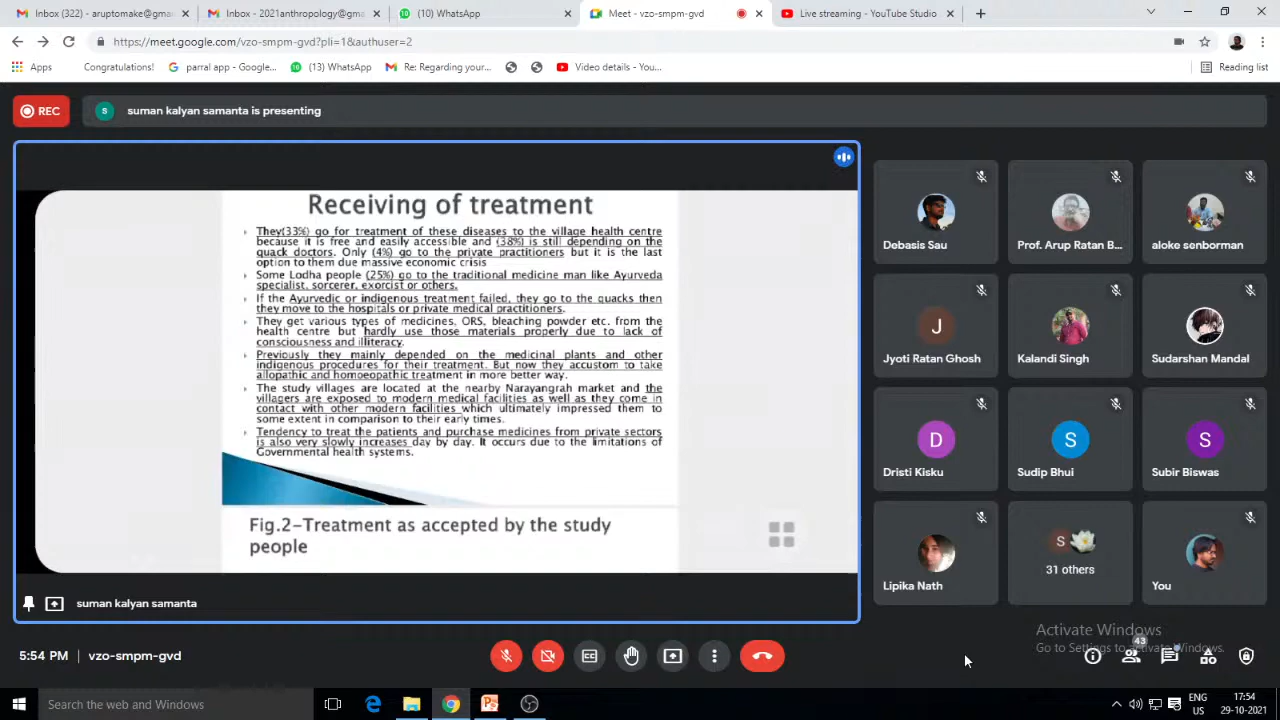 Inbox (322) - aruptomake@gmai
Inbox - 2021anthropology@gmai
(10) WhatsApp
Meet - vzo-smpm-gvd
Live streaming - YouTube Studio
https://meet.google.com/vzo-smpm-gvd?pli=1&authuser=2
Apps
Congratulations!
parral app - Google...
(13) WhatsApp
Re: Regarding your...
Video details - You...
Reading list
REC
S
suman kalyan samanta is presenting
Receiving of treatment
They(33%) go for treatment of these diseases to the village health centre
because it is free and easily accessible and (38%) is still depending on the
quack doctors. Only (4%) go to the private practitioners but it is the last
option to them due massive economic crisis
Some Lodha people (25%) go to the traditional medicine man like Ayurveda
specialist, sorcerer, exorcist or others.
If the Ayurvedic or indigenous treatment failed, they go to the quacks then
they move to the hospitals or private medical practitioners.
They get various types of medicines, ORS, bleaching powder etc. from the
health centre but hardly use those materials properly due to lack of
consciousness and illiteracy.
Previously they mainly depended on the medicinal plants and other
indigenous procedures for their treatment. But now they accustom to take
allopathic and homoeopathic treatment in more better way.
The study villages are located at the nearby Narayangrah market and the
villagers are exposed to modern medical facilities as well as they come in
contact with other modern facilities which ultimately impressed them to
some extent in comparison to their early times.
Tendency to treat the patients and purchase medicines from private sectors
is also very slowly increases day by day. It occurs due to the limitations of
Governmental health systems.
Fig.2-Treatment as accepted by the study
people
suman kalyan samanta
Debasis Sau
Prof. Arup Ratan B...
aloke senborman
J
Jyoti Ratan Ghosh
Kalandi Singh
Sudarshan Mandal
D
Dristi Kisku
S
Sudip Bhui
S
Subir Biswas
Lipika Nath
S
31 others
You
Activate Windows
Go to Settings to activate Windows.
5:54 PM | vzo-smpm-gvd
43
Search the web and Windows
ENG
US
17:54
29-10-2021